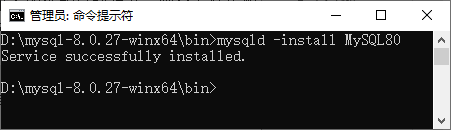 管理员: 命令提示符
D:\mysql-8.0.27-winx64\bin>mysqld -install MySQL80
Service successfully installed.
D:\mysql-8.0.27-winx64\bin>